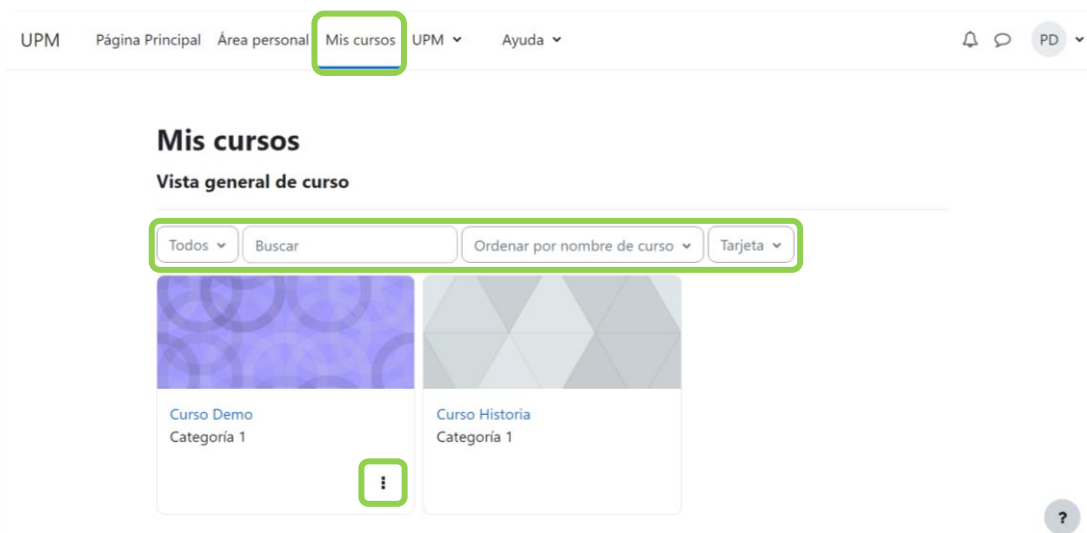 UPM Página Principal Área personal Mis cursos UPM Ayuda PD
Mis cursos
Vista general de curso
Todos Buscar Ordenar por nombre de curso Tarjeta
Curso Demo Curso Historia
Categoría 1 Categoría 1
?